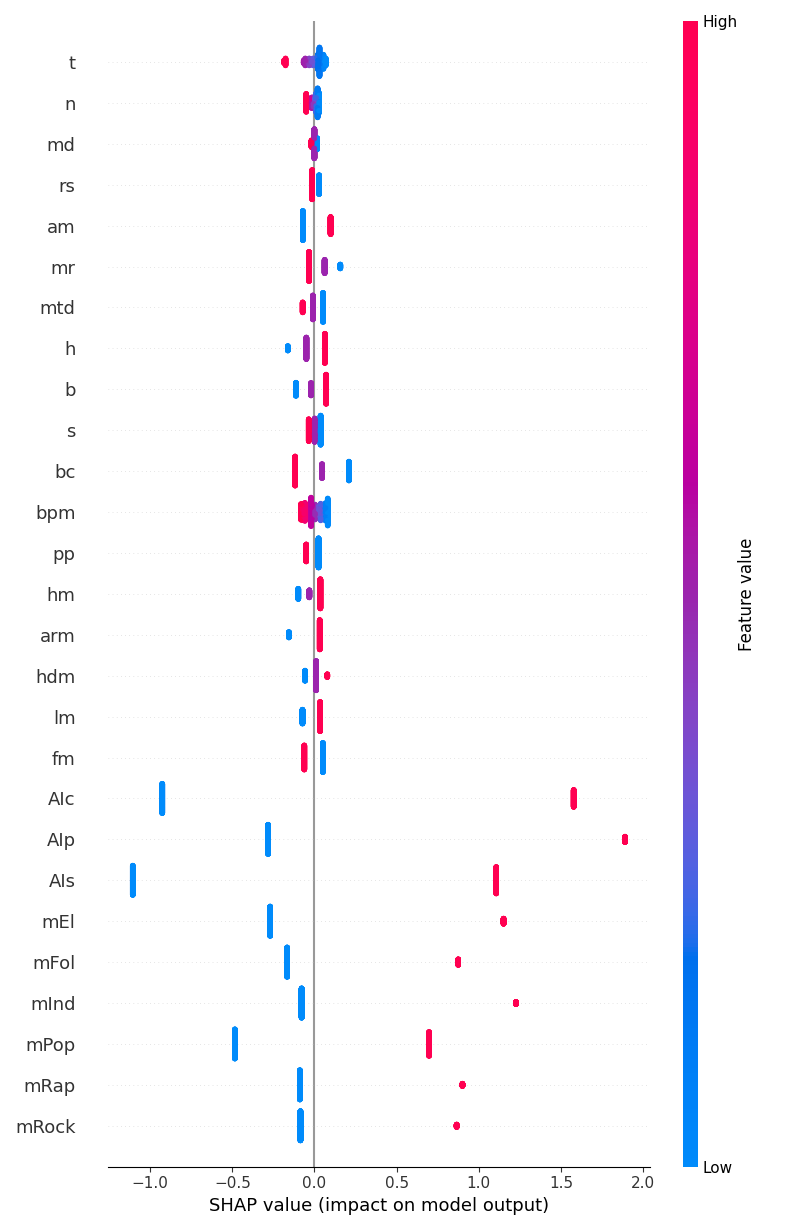 High
t
n
md
rs
am
mr
mtd
h
b
s
bc
bpm
pp
hm
arm
hdm
lm
fm
AIc
AIp
AIs
mEl
mFol
mInd
mPop
mRap
mRock
Feature value
Low
−1.0 −0.5 0.0 0.5 1.0 1.5 2.0
SHAP value (impact on model output)